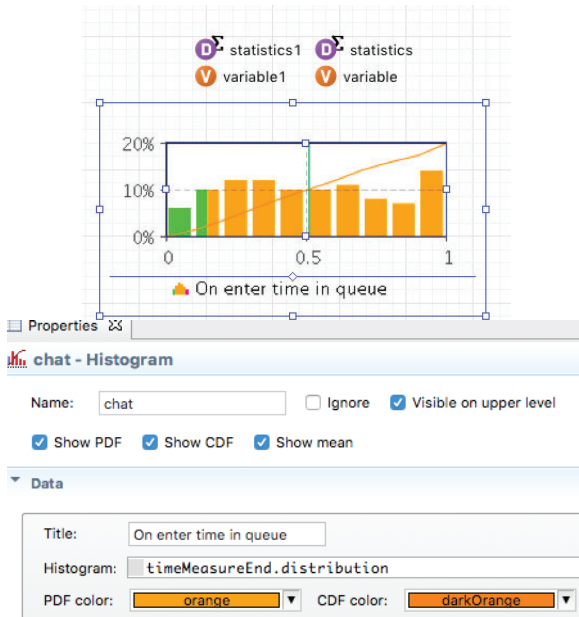 statistics1 statistics
variable1 variable
20%
10%
0%
0 0.5 1
On enter time in queue
Properties
chat - Histogram
Name: chat Ignore Visible on upper level
Show PDF Show CDF Show mean
Data
Title: On enter time in queue
Histogram: timeMeasureEnd.distribution
PDF color: orange CDF color: darkOrange